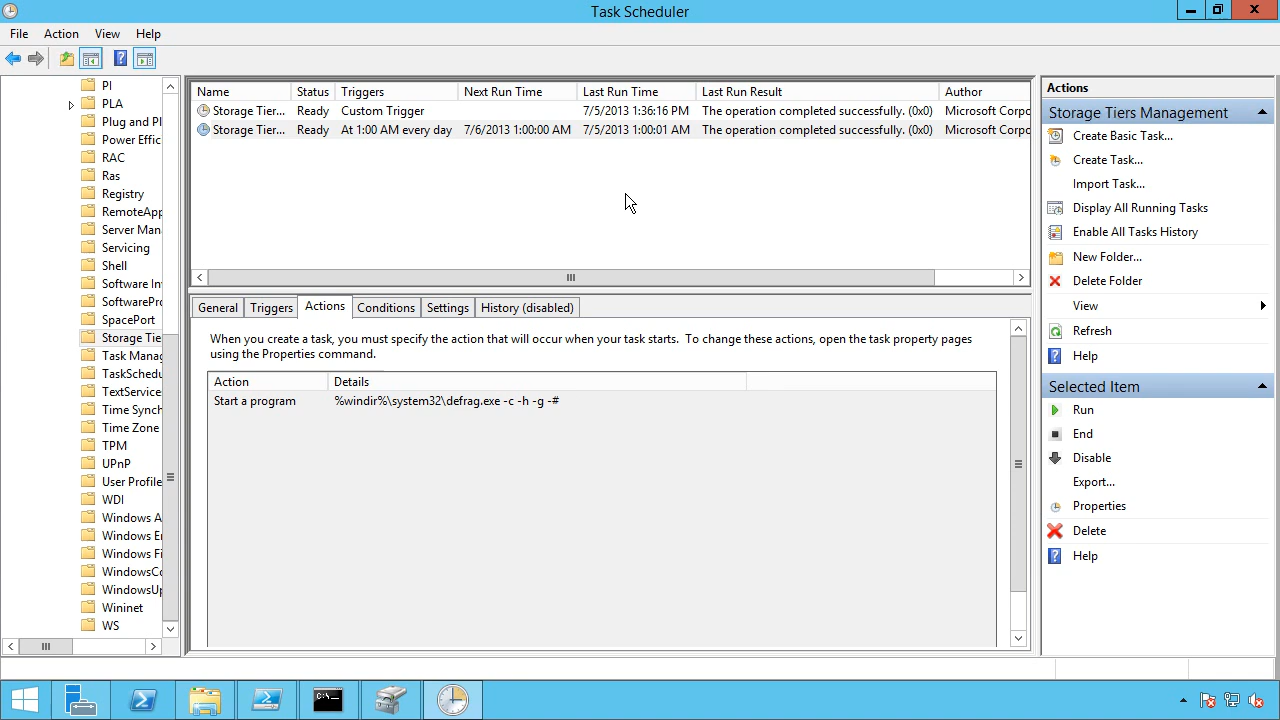 Task Scheduler
File Action View Help
PI
PLA
Plug and Pl
Power Effic
RAC
Ras
Registry
RemoteApp
Server Man
Servicing
Shell
Software In
SoftwarePro
SpacePort
Storage Tie
Task Manag
TaskSchedu
TextService
Time Synch
Time Zone
TPM
UPnP
User Profile
WDI
Windows A
Windows En
Windows Fi
WindowsCo
WindowsUp
Wininet
WS
Name Status Triggers Next Run Time Last Run Time Last Run Result Author
Storage Tier... Ready Custom Trigger 7/5/2013 1:36:16 PM The operation completed successfully. (0x0) Microsoft Corpo
Storage Tier... Ready At 1:00 AM every day 7/6/2013 1:00:00 AM 7/5/2013 1:00:01 AM The operation completed successfully. (0x0) Microsoft Corpo
General Triggers Actions Conditions Settings History (disabled)
When you create a task, you must specify the action that will occur when your task starts. To change these actions, open the task property pages
using the Properties command.
Action Details
Start a program %windir%\system32\defrag.exe -c -h -g -#
Actions
Storage Tiers Management
Create Basic Task...
Create Task...
Import Task...
Display All Running Tasks
Enable All Tasks History
New Folder...
Delete Folder
View
Refresh
Help
Selected Item
Run
End
Disable
Export...
Properties
Delete
Help